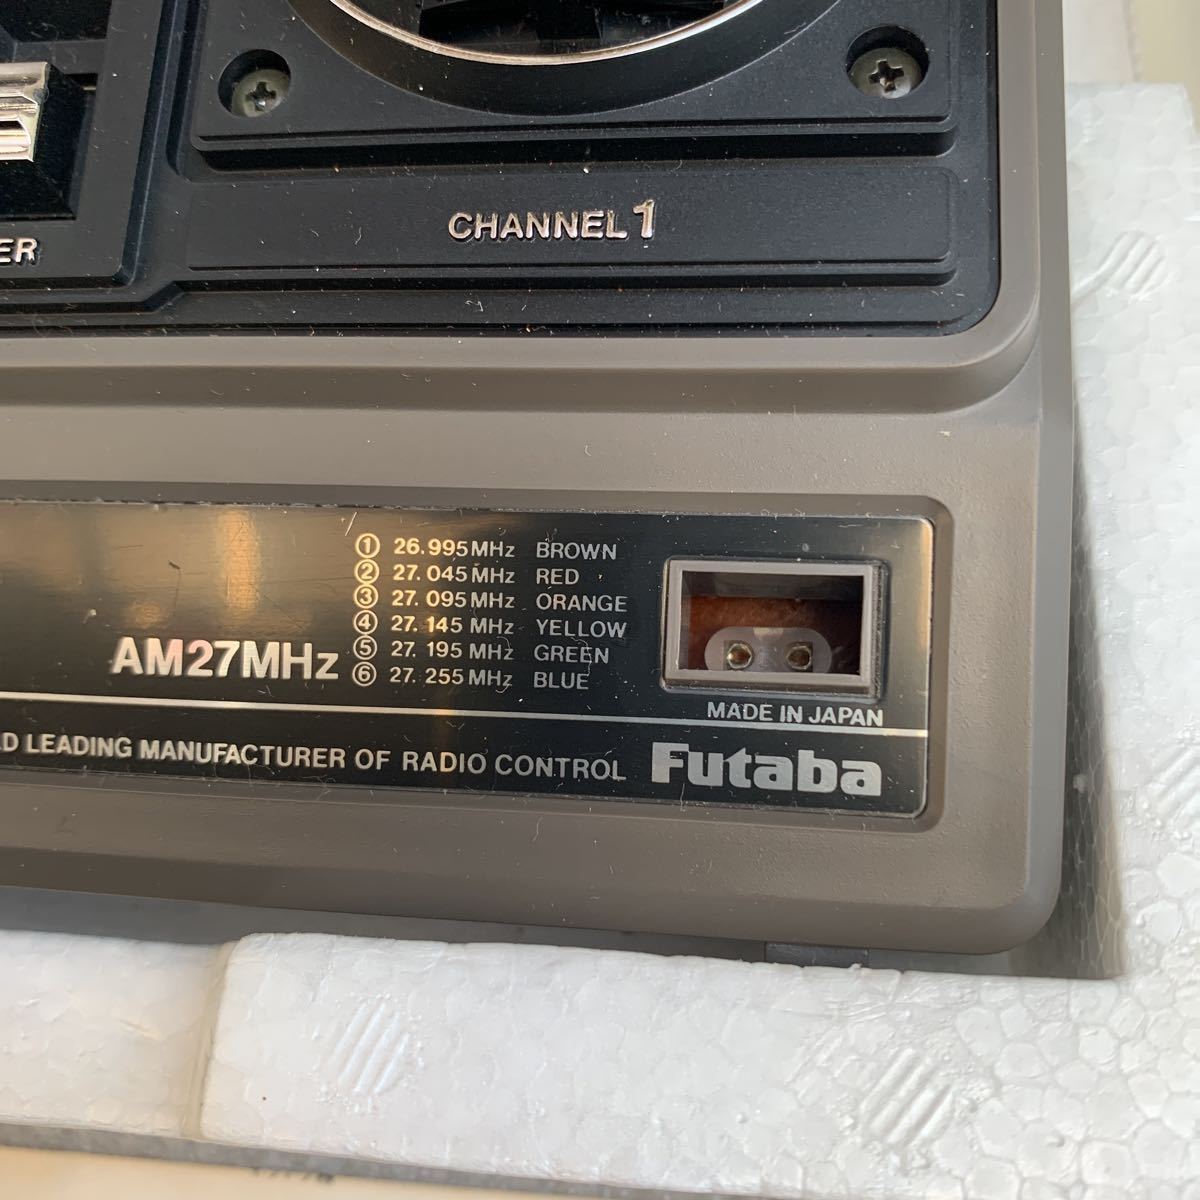 CHANNEL 1
ER
① 26.995MHz BROWN
② 27.045MHz RED
③ 27.095MHz ORANGE
④ 27.145MHz YELLOW
⑤ 27.195MHz GREEN
⑥ 27.255MHz BLUE
AM27MHz
MADE IN JAPAN
LD LEADING MANUFACTURER OF RADIO CONTROL Futaba